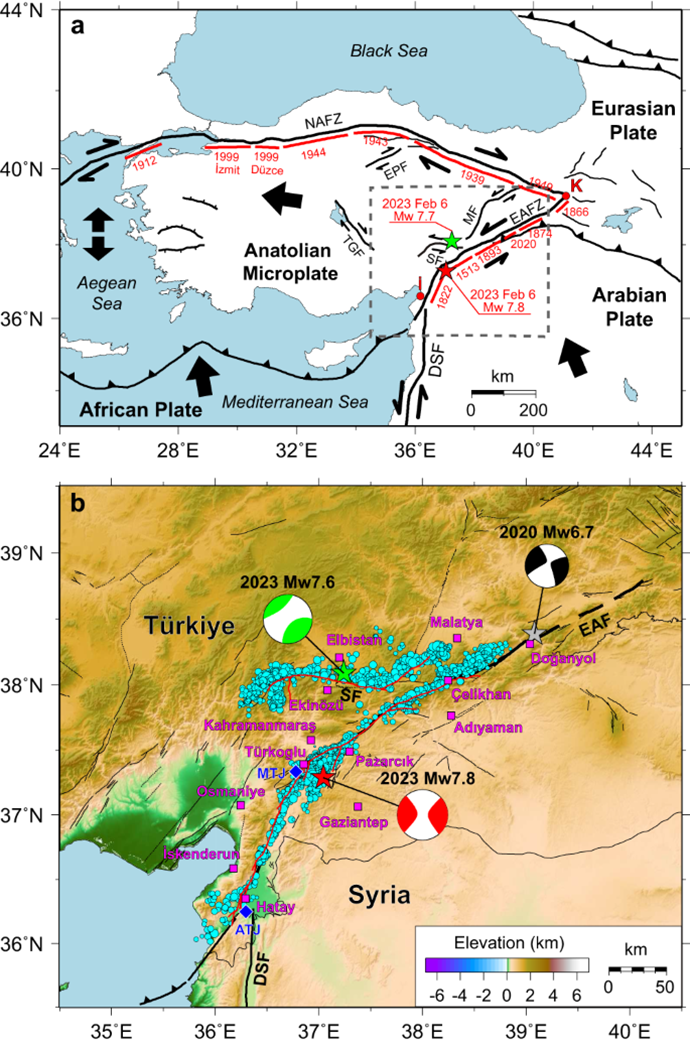 a
44°N
40°N
36°N
24°E
28°E
32°E
36°E
40°E
44°E
Black Sea
Eurasian
Plate
NAFZ
1912
1999
İzmit
1999
Düzce
1944
1943
EPF
1939
1949
K
1866
2023 Feb 6
Mw 7.7
MF
EAFZ
1874
2020
1893
1513
SF
TGF
Anatolian
Microplate
Aegean
Sea
I
1822
2023 Feb 6
Mw 7.8
Arabian
Plate
DSF
km
0
200
African Plate
Mediterranean Sea
b
39°N
38°N
37°N
36°N
35°E
36°E
37°E
38°E
39°E
40°E
2020 Mw6.7
2023 Mw7.6
Türkiye
Elbistan
Malatya
EAF
Doganyol
SF
Ekinözü
Çelikhan
Kahramanmaraş
Adıyaman
Türkoglu
Pazarcık
MTJ
2023 Mw7.8
Osmaniye
Gaziantep
İskenderun
Syria
Hatay
ATJ
DSF
Elevation (km)
-6
-4
-2
0
2
4
6
km
0
50